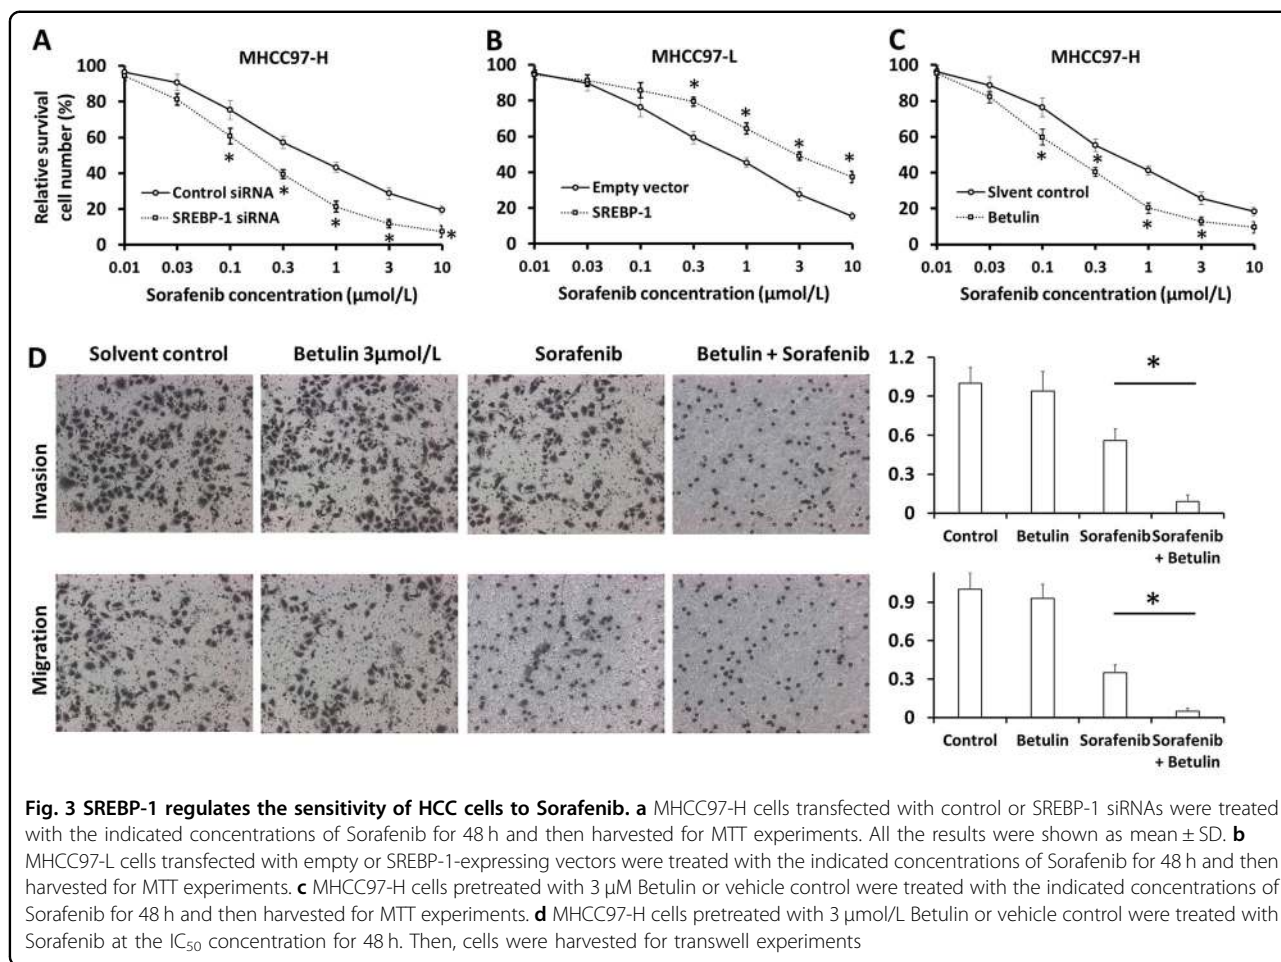 A
MHCC97-H
Relative survival
cell number (%)
100
80
60
40
20
0
Control siRNA
SREBP-1 siRNA
*
*
*
*
*
0.01 0.03 0.1 0.3 1 3 10
Sorafenib concentration (μmol/L)
B
MHCC97-L
100
80
60
40
20
0
*
*
*
*
Empty vector
SREBP-1
0.01 0.03 0.1 0.3 1 3 10
Sorafenib concentration (μmol/L)
C
MHCC97-H
100
80
60
40
20
0
*
*
*
*
Slvent control
Betulin
0.01 0.03 0.1 0.3 1 3 10
Sorafenib concentration (μmol/L)
D
Solvent control
Betulin 3μmol/L
Sorafenib
Betulin + Sorafenib
Invasion
1.2
0.9
0.6
0.3
0
*
Control Betulin Sorafenib Sorafenib
+ Betulin
Migration
0.9
0.6
0.3
0
*
Control Betulin Sorafenib Sorafenib
+ Betulin
Fig. 3 SREBP-1 regulates the sensitivity of HCC cells to Sorafenib. a MHCC97-H cells transfected with control or SREBP-1 siRNAs were treated
with the indicated concentrations of Sorafenib for 48 h and then harvested for MTT experiments. All the results were shown as mean ± SD. b
MHCC97-L cells transfected with empty or SREBP-1-expressing vectors were treated with the indicated concentrations of Sorafenib for 48 h and then
harvested for MTT experiments. c MHCC97-H cells pretreated with 3 μM Betulin or vehicle control were treated with the indicated concentrations of
Sorafenib for 48 h and then harvested for MTT experiments. d MHCC97-H cells pretreated with 3 μmol/L Betulin or vehicle control were treated with
Sorafenib at the IC50 concentration for 48 h. Then, cells were harvested for transwell experiments